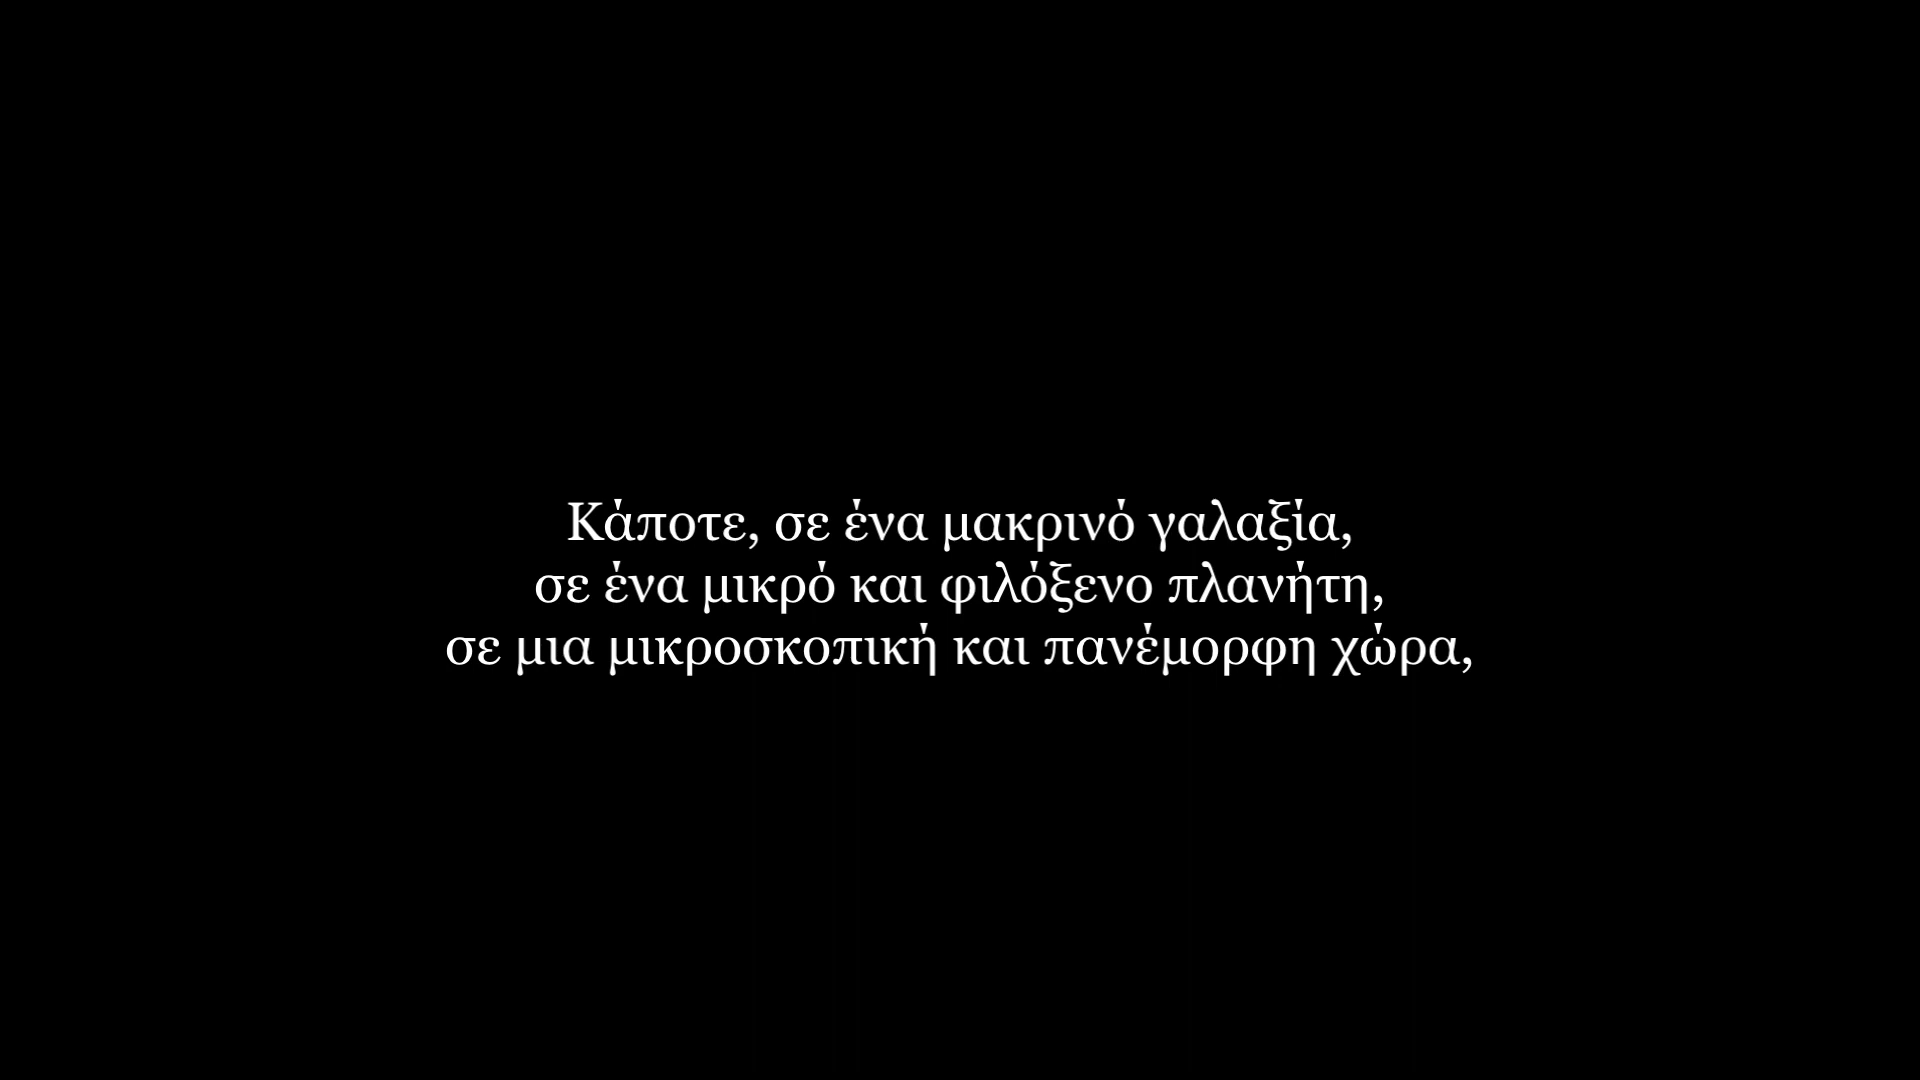 Κάποτε, σε ένα μακρινό γαλαξία,
σε ένα μικρό και φιλόξενο πλανήτη,
σε μια μικροσκοπική και πανέμορφη χώρα,